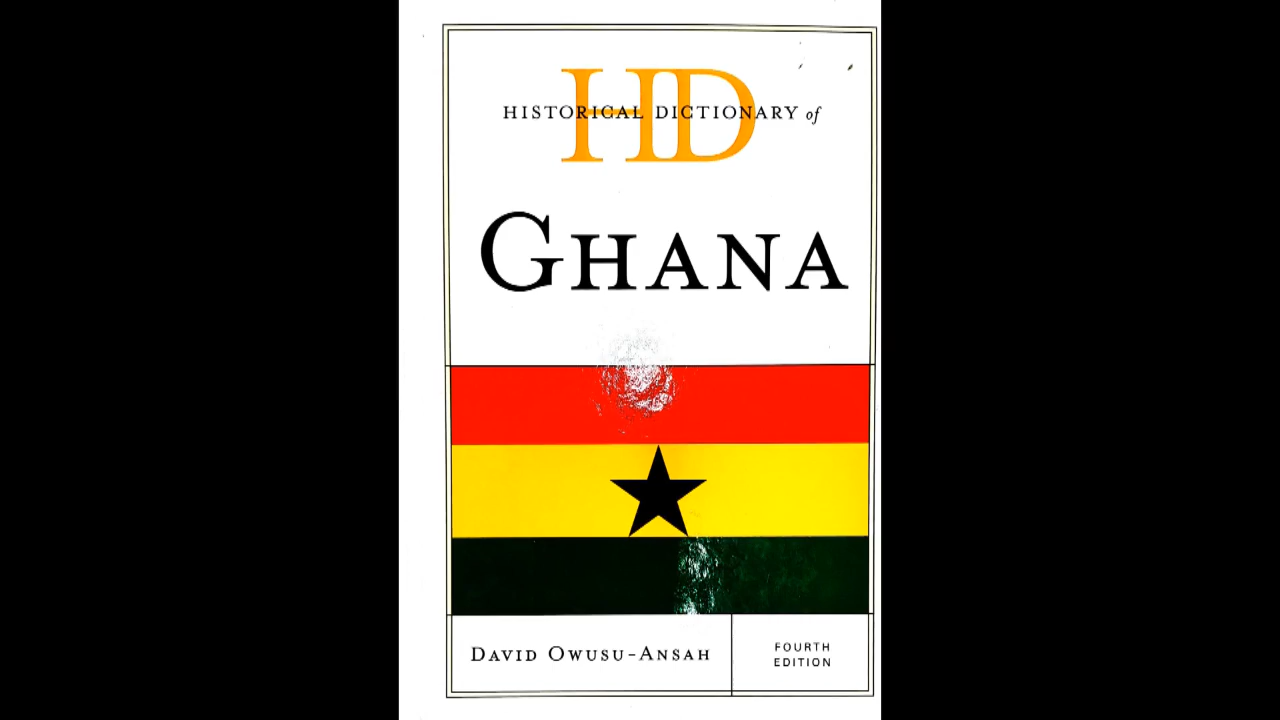 HD
HISTORICAL DICTIONARY of
GHANA
DAVID OWUSU-ANSAH
FOURTH
EDITION